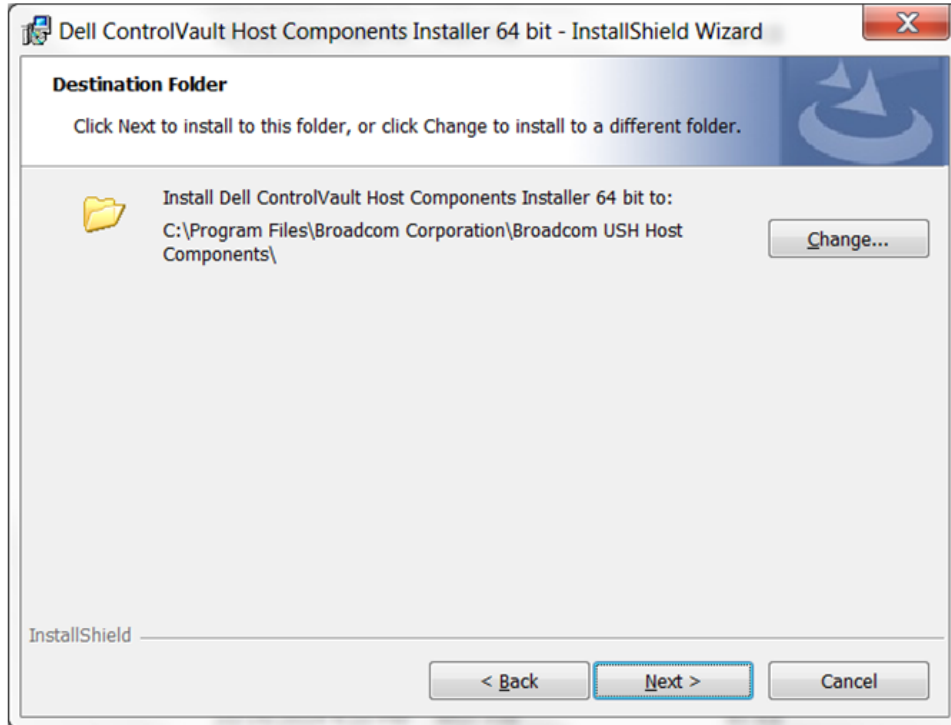 Dell ControlVault Host Components Installer 64 bit - InstallShield Wizard
Destination Folder
Click Next to install to this folder, or click Change to install to a different folder.
Install Dell ControlVault Host Components Installer 64 bit to:
C:\Program Files\Broadcom Corporation\Broadcom USH Host
Components\
Change...
InstallShield
< Back
Next >
Cancel